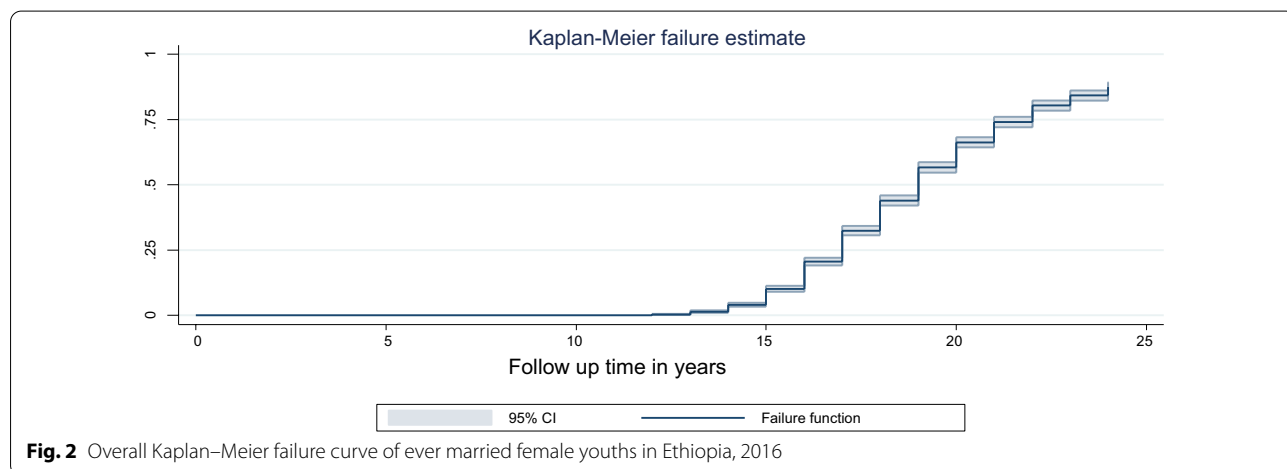 Kaplan-Meier failure estimate
1
.75
.5
.25
0
0 5 10 15 20 25
Follow up time in years
95% CI Failure function
Fig. 2 Overall Kaplan–Meier failure curve of ever married female youths in Ethiopia, 2016